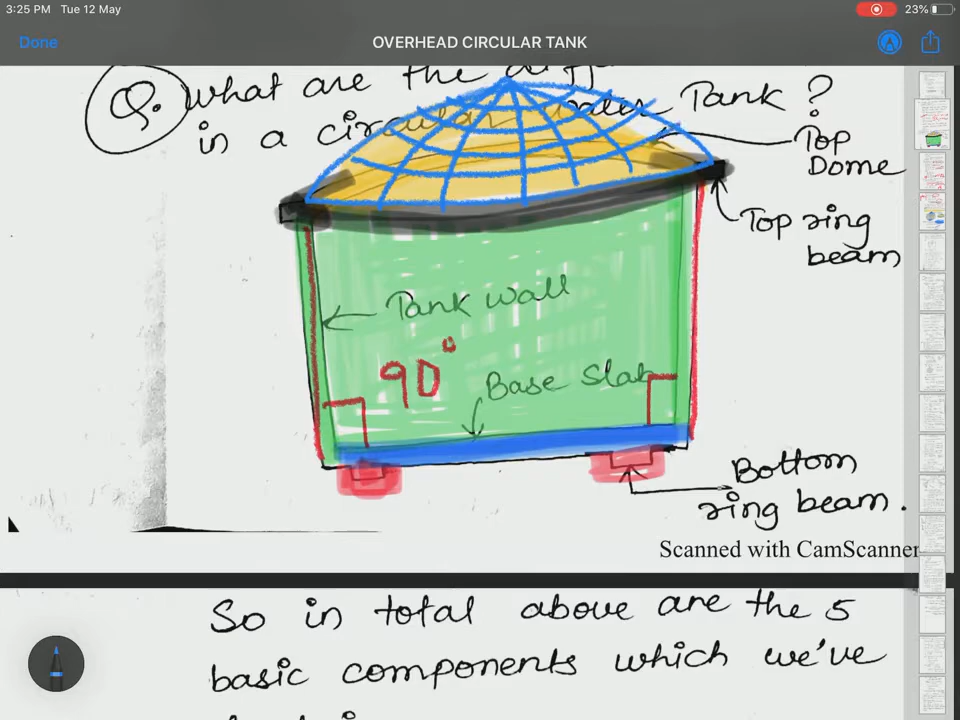 3:25 PM Tue 12 May
23%
Done
OVERHEAD CIRCULAR TANK
Q. What are the
in a Tank ?
Top
Dome
Top ring
beam
Tank wall
90°
Base Slab
Bottom
ring beam.
Scanned with CamScanner
So in total above are the 5
basic components which we've